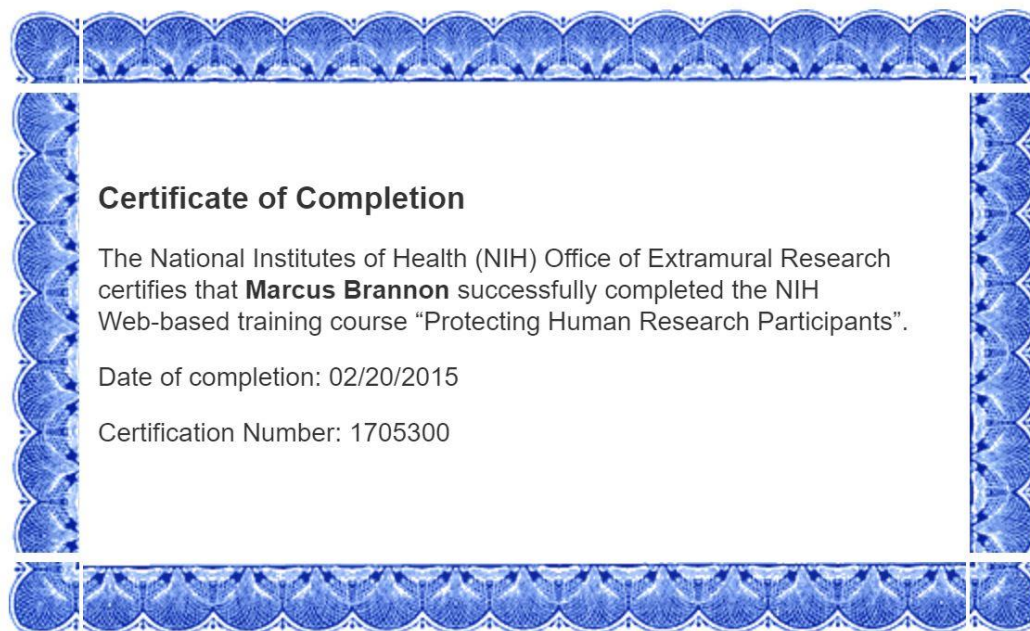 Certificate of Completion
The National Institutes of Health (NIH) Office of Extramural Research
certifies that Marcus Brannon successfully completed the NIH
Web-based training course “Protecting Human Research Participants”.
Date of completion: 02/20/2015
Certification Number: 1705300